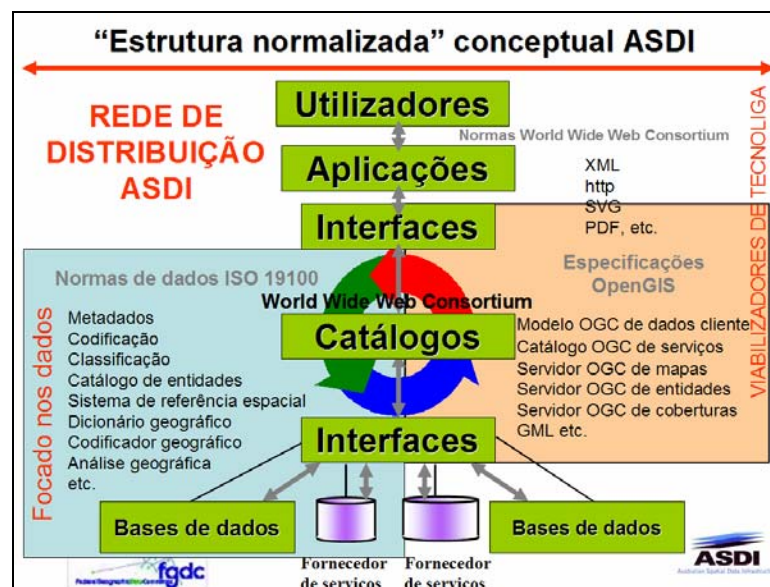 “Estrutura normalizada” conceptual ASDI
REDE DE
DISTRIBUIÇÃO
ASDI
Utilizadores
Normas World Wide Web Consortium
Aplicações
XML
http
SVG
PDF, etc.
VIABILIZADORES DE TECNOLIGA
Interfaces
Focado nos dados
Normas de dados ISO 19100
Especificações
OpenGIS
World Wide Web Consortium
Metadados
Codificação
Classificação
Catálogo de entidades
Sistema de referência espacial
Dicionário geográfico
Codificador geográfico
Análise geográfica
etc.
Catálogos
Modelo OGC de dados cliente
Catálogo OGC de serviços
Servidor OGC de mapas
Servidor OGC de entidades
Servidor OGC de coberturas
GML etc.
Interfaces
Bases de dados
Bases de dados
Fornecedor
de serviços
Fornecedor
de serviços
fgdc
ASDI